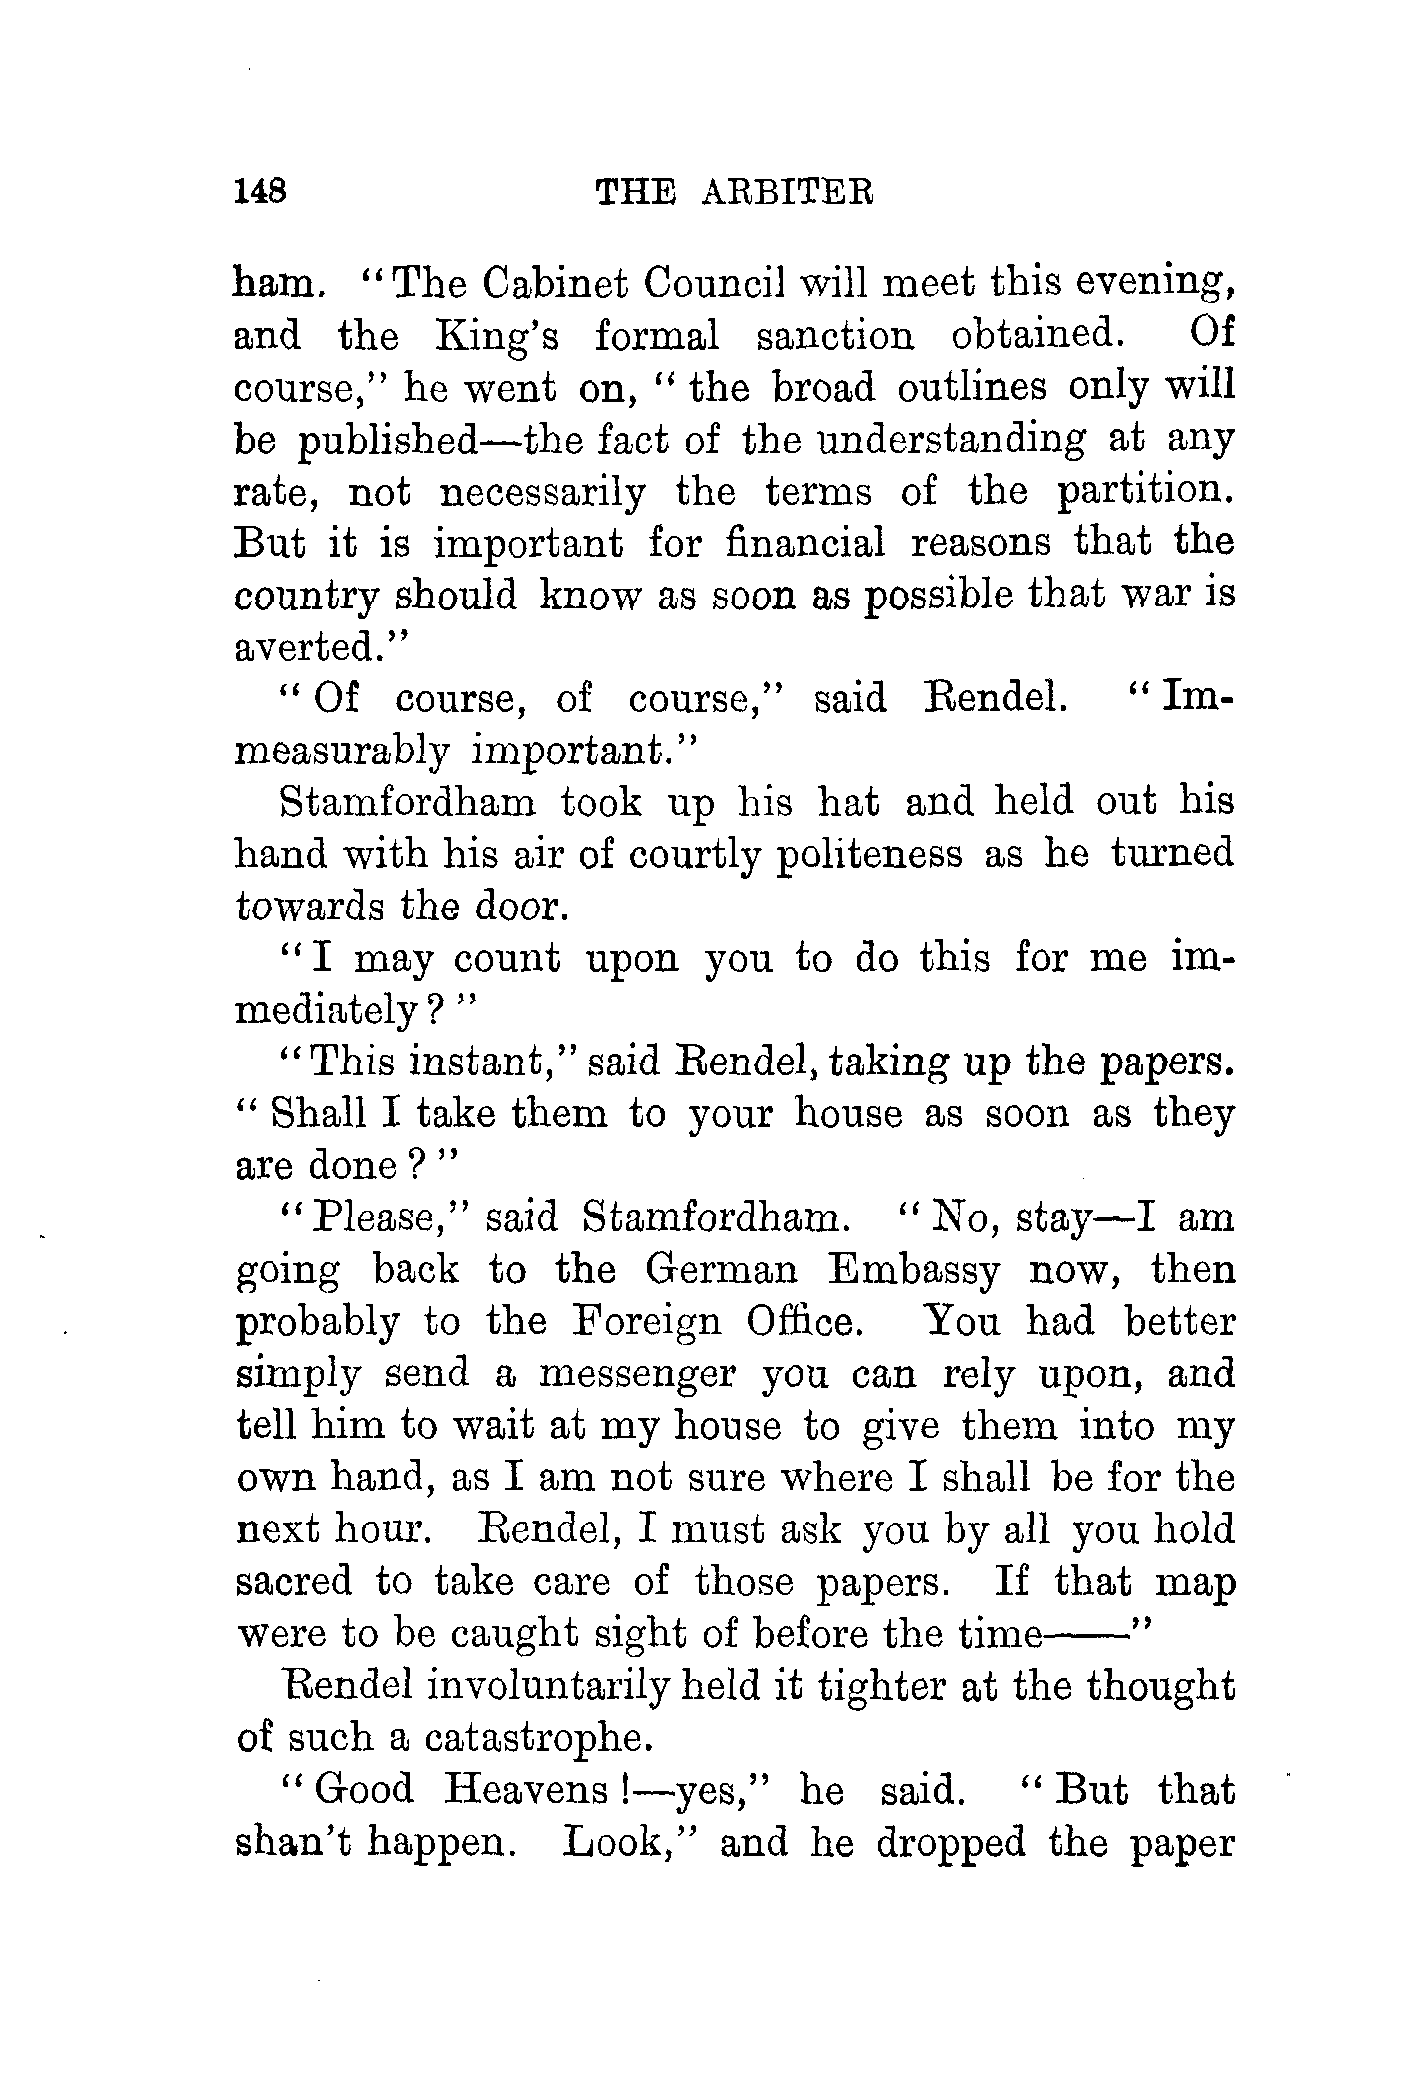 148 THE ARBITER
ham. "The Cabinet Council will meet this evening,
and the King's formal sanction obtained. Of
course," he went on, "the broad outlines only will
be published—the fact of the understanding at any
rate, not necessarily the terms of the partition.
But it is important for financial reasons that the
country should know as soon as possible that war is
averted."
"Of course, of course," said Rendel. "Im-
measurably important."
Stamfordham took up his hat and held out his
hand with his air of courtly politeness as he turned
towards the door.
"I may count upon you to do this for me im-
mediately?"
"This instant," said Rendel, taking up the papers.
"Shall I take them to your house as soon as they
are done?"
"Please," said Stamfordham. "No, stay—I am
going back to the German Embassy now, then
probably to the Foreign Office. You had better
simply send a messenger you can rely upon, and
tell him to wait at my house to give them into my
own hand, as I am not sure where I shall be for the
next hour. Rendel, I must ask you by all you hold
sacred to take care of those papers. If that map
were to be caught sight of before the time——"
Rendel involuntarily held it tighter at the thought
of such a catastrophe.
"Good Heavens!—yes," he said. "But that
shan't happen. Look," and he dropped the paper